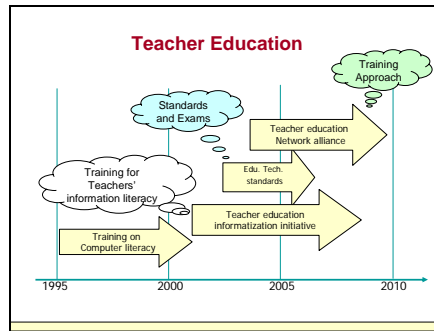 Teacher Education
Training
Approach
Standards
and Exams
Teacher education
Network alliance
Training for
Teachers'
information literacy
Edu. Tech.
standards
Teacher education
informatization initiative
Training on
Computer literacy
1995
2000
2005
2010